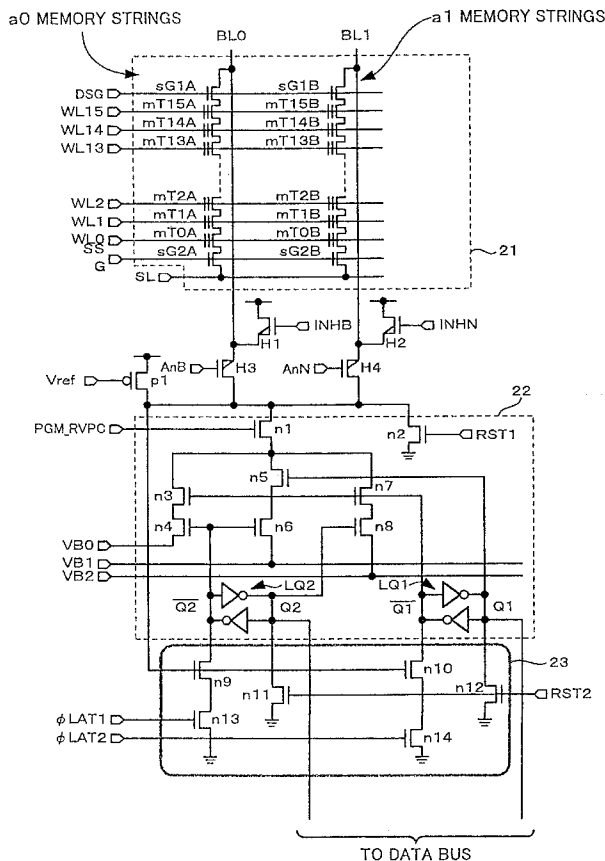 a0 MEMORY STRINGS
a1 MEMORY STRINGS
BL0 BL1
DSG sG1A sG1B
WL15 mT15A mT15B
WL14 mT14A mT14B
WL13 mT13A mT13B
WL2 mT2A mT2B
WL1 mT1A mT1B
WL0 mT0A mT0B
SS
G sG2A sG2B
SL
21
INHB INHN
H1 H2
AnB H3 AnN H4
Vref p1
22
PGM_RVPC n1 n2 RST1
n5
n3 n7
n4 n6 n8
VB0
VB1
VB2
LQ2 LQ1
Q2 Q2 Q1 Q1
23
n9 n10
n11 n12 RST2
ϕLAT1 n13
ϕLAT2 n14
TO DATA BUS